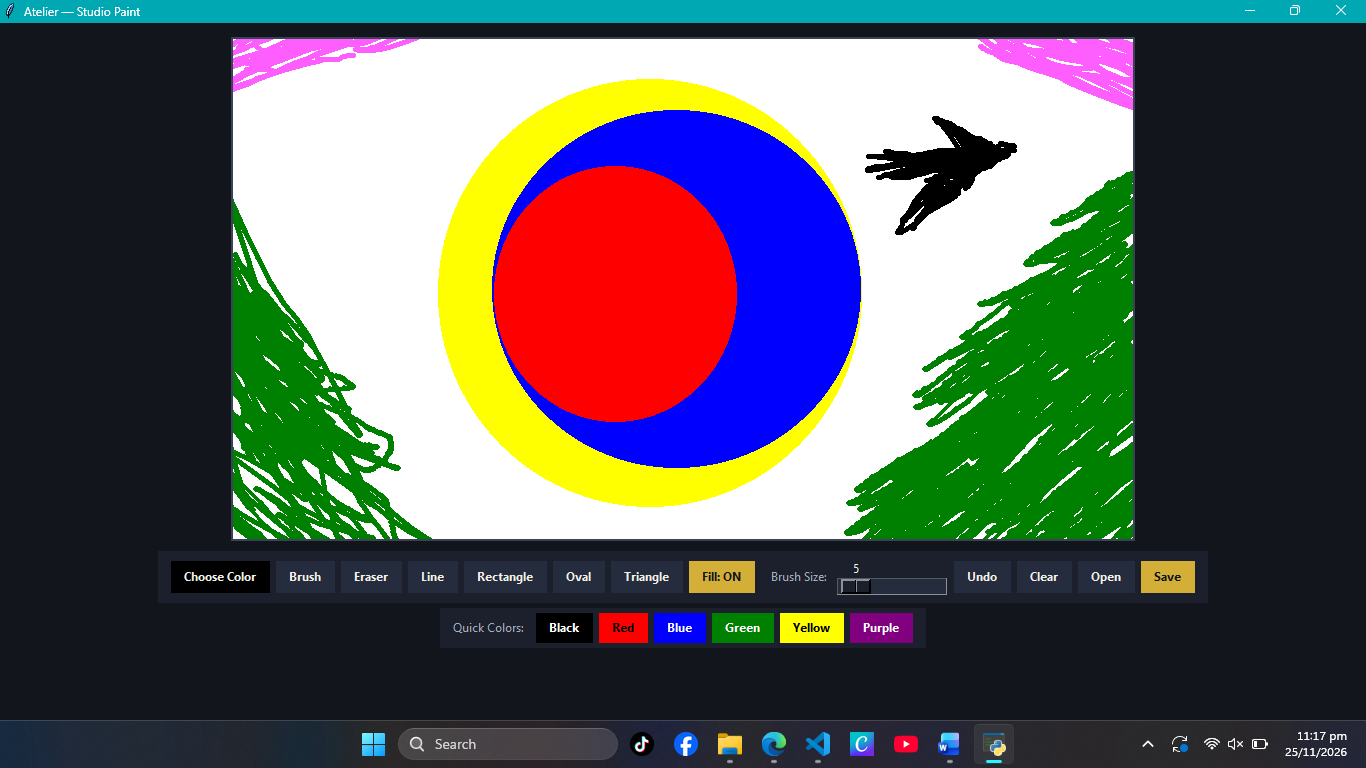 Atelier — Studio Paint
Choose Color Brush Eraser Line Rectangle Oval Triangle Fill: ON Brush Size: 5 Undo Clear Open Save
Quick Colors: Black Red Blue Green Yellow Purple
Search
11:17 pm
25/11/2026